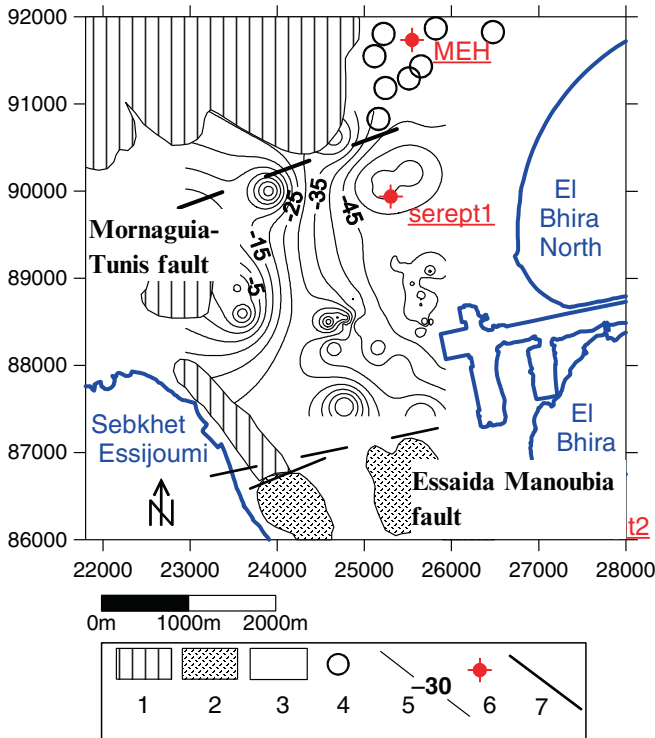 92000
91000
90000
89000
88000
87000
86000
22000 23000 24000 25000 26000 27000 28000
MEH
serept1
-15
-5
-25
-35
-45
Mornaguia-
Tunis fault
El
Bhira
North
Sebkhet
Essijoumi
El
Bhira
Essaida Manoubia
fault
t2
N
0m 1000m 2000m
–30
1 2 3 4 5 6 7